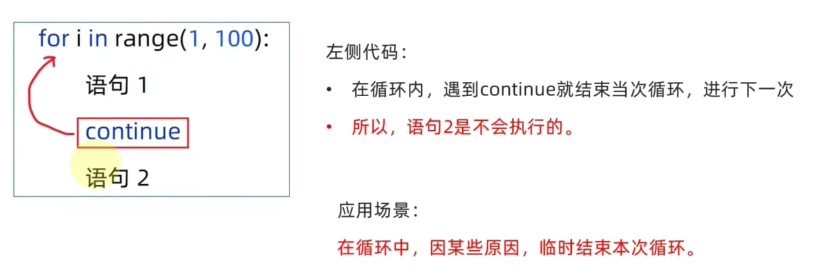 for i in range(1, 100):
语句 1
continue
语句 2
左侧代码：
• 在循环内，遇到continue就结束当次循环，进行下一次
• 所以，语句2是不会执行的。
应用场景：
在循环中，因某些原因，临时结束本次循环。